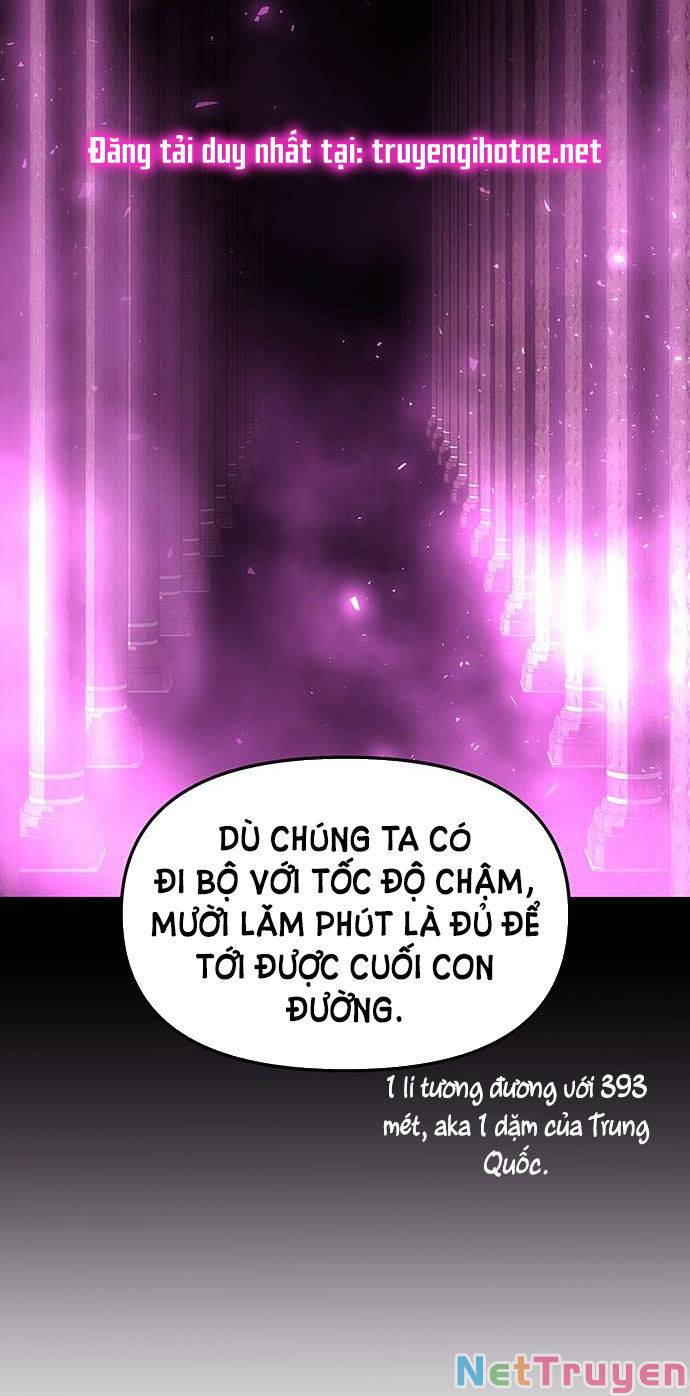 Đăng tải duy nhất tại: truyengihotne.net
DÙ CHÚNG TA CÓ
ĐI BỘ VỚI TỐC ĐỘ CHẬM,
MƯỜI LĂM PHÚT LÀ ĐỦ ĐỂ
TỚI ĐƯỢC CUỐI CON
ĐƯỜNG.
1 lí tương đương với 393
mét, aka 1 dặm của Trung
Quốc.
NetTruyen